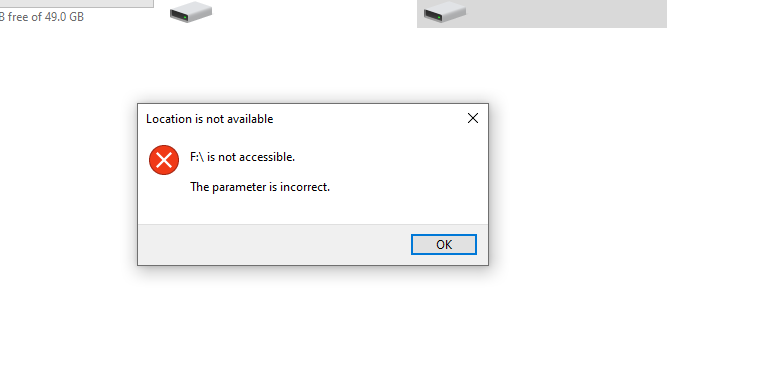 B free of 49.0 GB
Location is not available
F:\ is not accessible.
The parameter is incorrect.
OK